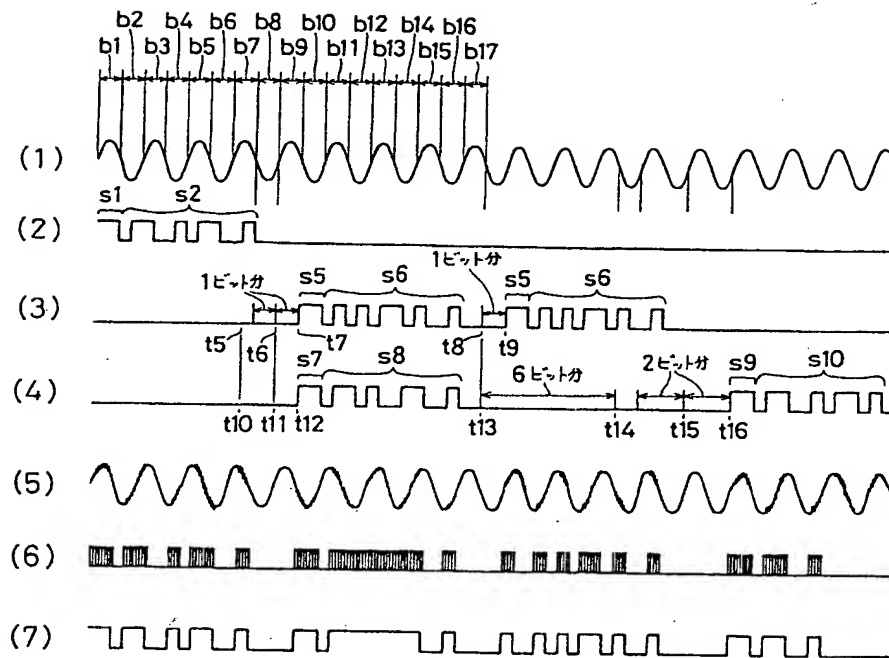 b2 b4 b6 b8 b10 b12 b14 b16
b1 b3 b5 b7 b9 b11 b13 b15 b17
(1)
s1 s2
(2)
1ビット分 s5 s6 1ビット分 s5 s6
(3)
t5 t6 t7 t8 t9
s7 s8 6ビット分 2ビット分 s9 s10
(4)
t10 t11 t12 t13 t14 t15 t16
(5)
(6)
(7)